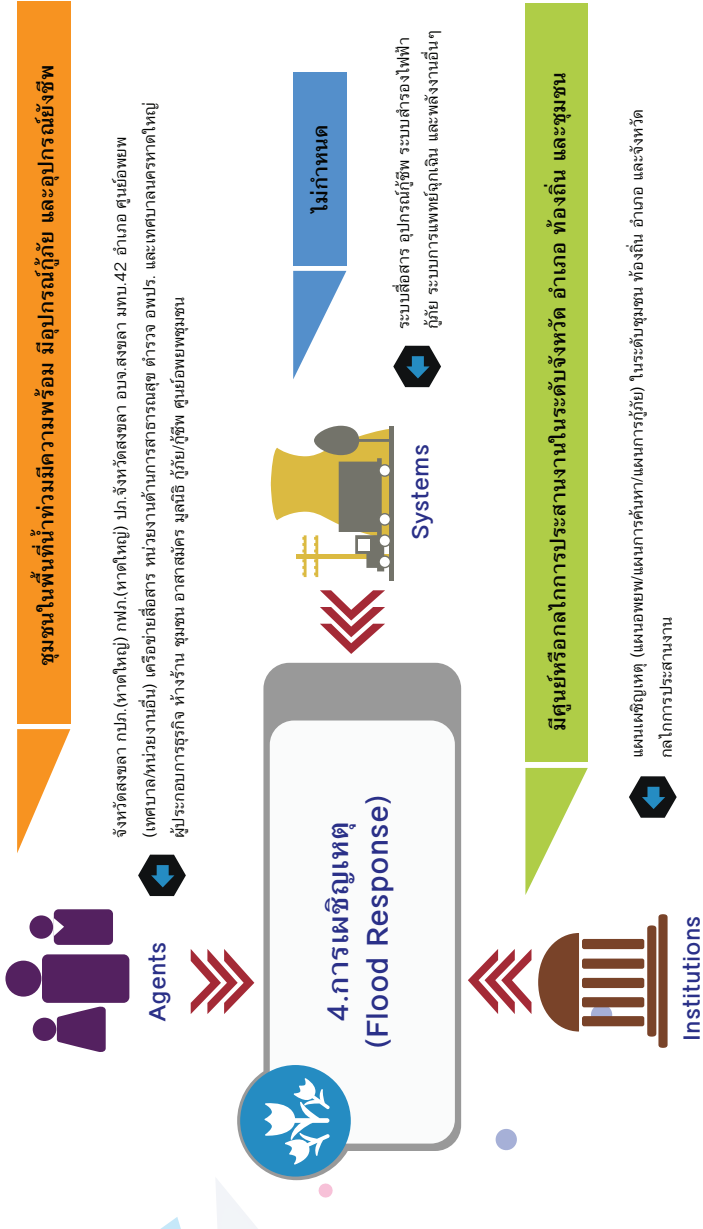 ชุมชนในพื้นที่น้ำท่วมมีความพร้อม มีอุปกรณ์กู้ภัย และอุปกรณ์ยังชีพ
จังหวัดสงขลา กปภ.(หาดใหญ่) กฟภ.(หาดใหญ่) ปภ.จังหวัดสงขลา อบจ.สงขลา มทบ.42 อำเภอ ศูนย์อพยพ
(เทศบาล/หน่วยงานอื่น) เครือข่ายสื่อสาร หน่วยงานด้านการสาธารณสุข ตำรวจ อพปร. และเทศบาลนครหาดใหญ่
ผู้ประกอบการธุรกิจ ห้างร้าน ชุมชน อาสาสมัคร มูลนิธิ กู้ภัย/กู้ชีพ ศูนย์อพยพชุมชน
Agents
ไม่กำหนด
ระบบสื่อสาร อุปกรณ์กู้ชีพ ระบบสำรองไฟฟ้า
กู้ภัย ระบบการแพทย์ฉุกเฉิน และพลังงานอื่นๆ
Systems
4.การเผชิญเหตุ
(Flood Response)
มีศูนย์หรือกลไกการประสานงานในระดับจังหวัด อำเภอ ท้องถิ่น และชุมชน
แผนเผชิญเหตุ (แผนอพยพ/แผนการค้นหา/แผนการกู้ภัย) ในระดับชุมชน ท้องถิ่น อำเภอ และจังหวัด
กลไกการประสานงาน
Institutions